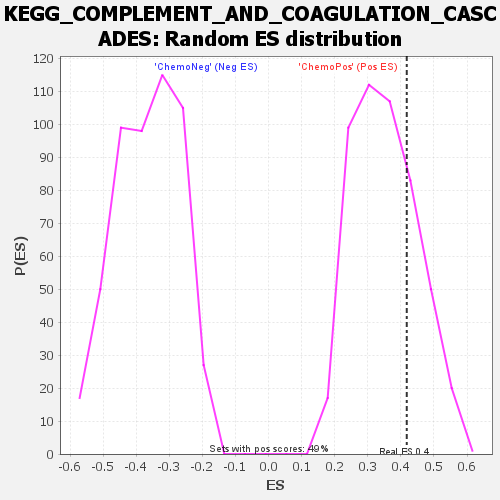 KEGG_COMPLEMENT_AND_COAGULATION_CASC
ADES: Random ES distribution
'ChemoNeg' (Neg ES)
'ChemoPos' (Pos ES)
120
110
100
90
80
70
60
50
40
30
20
10
0
P(ES)
Sets with pos scores: 49%
Real ES 0.4
-0.6 -0.5 -0.4 -0.3 -0.2 -0.1 0.0 0.1 0.2 0.3 0.4 0.5 0.6
ES